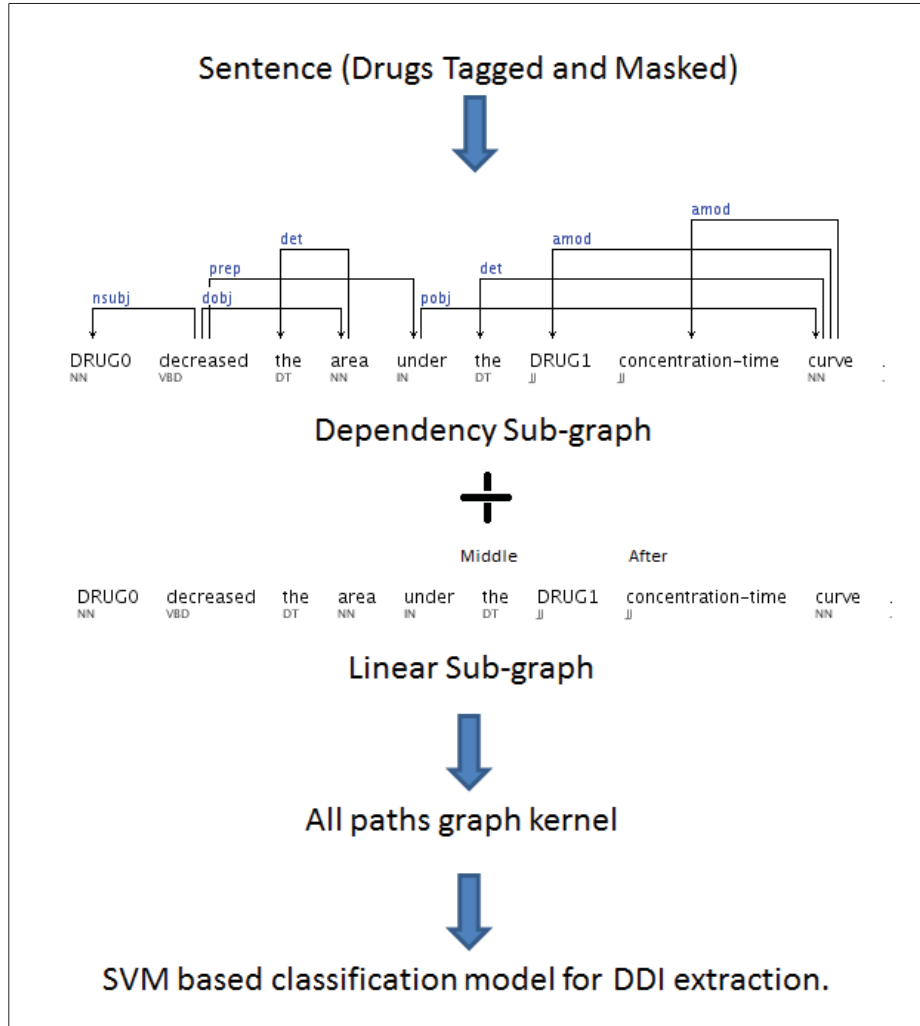 Sentence (Drugs Tagged and Masked)
amod
det amod
prep det
nsubj dobj pobj
DRUG0 decreased the area under the DRUG1 concentration-time curve .
NN VBD DT NN IN DT JJ JJ NN .
Dependency Sub-graph
+
Middle After
DRUG0 decreased the area under the DRUG1 concentration-time curve .
NN VBD DT NN IN DT JJ JJ NN .
Linear Sub-graph
All paths graph kernel
SVM based classification model for DDI extraction.